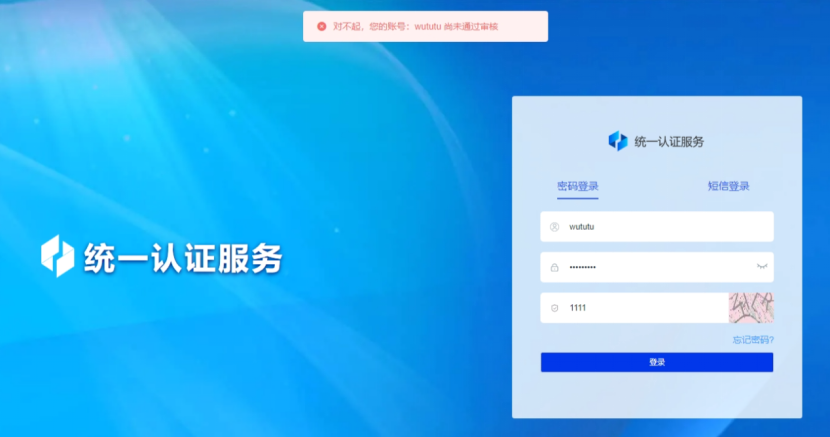 对不起，您的账号：wututu 尚未通过审核
统一认证服务
统一认证服务
密码登录
短信登录
wututu
•••••••••
1111
忘记密码?
登录